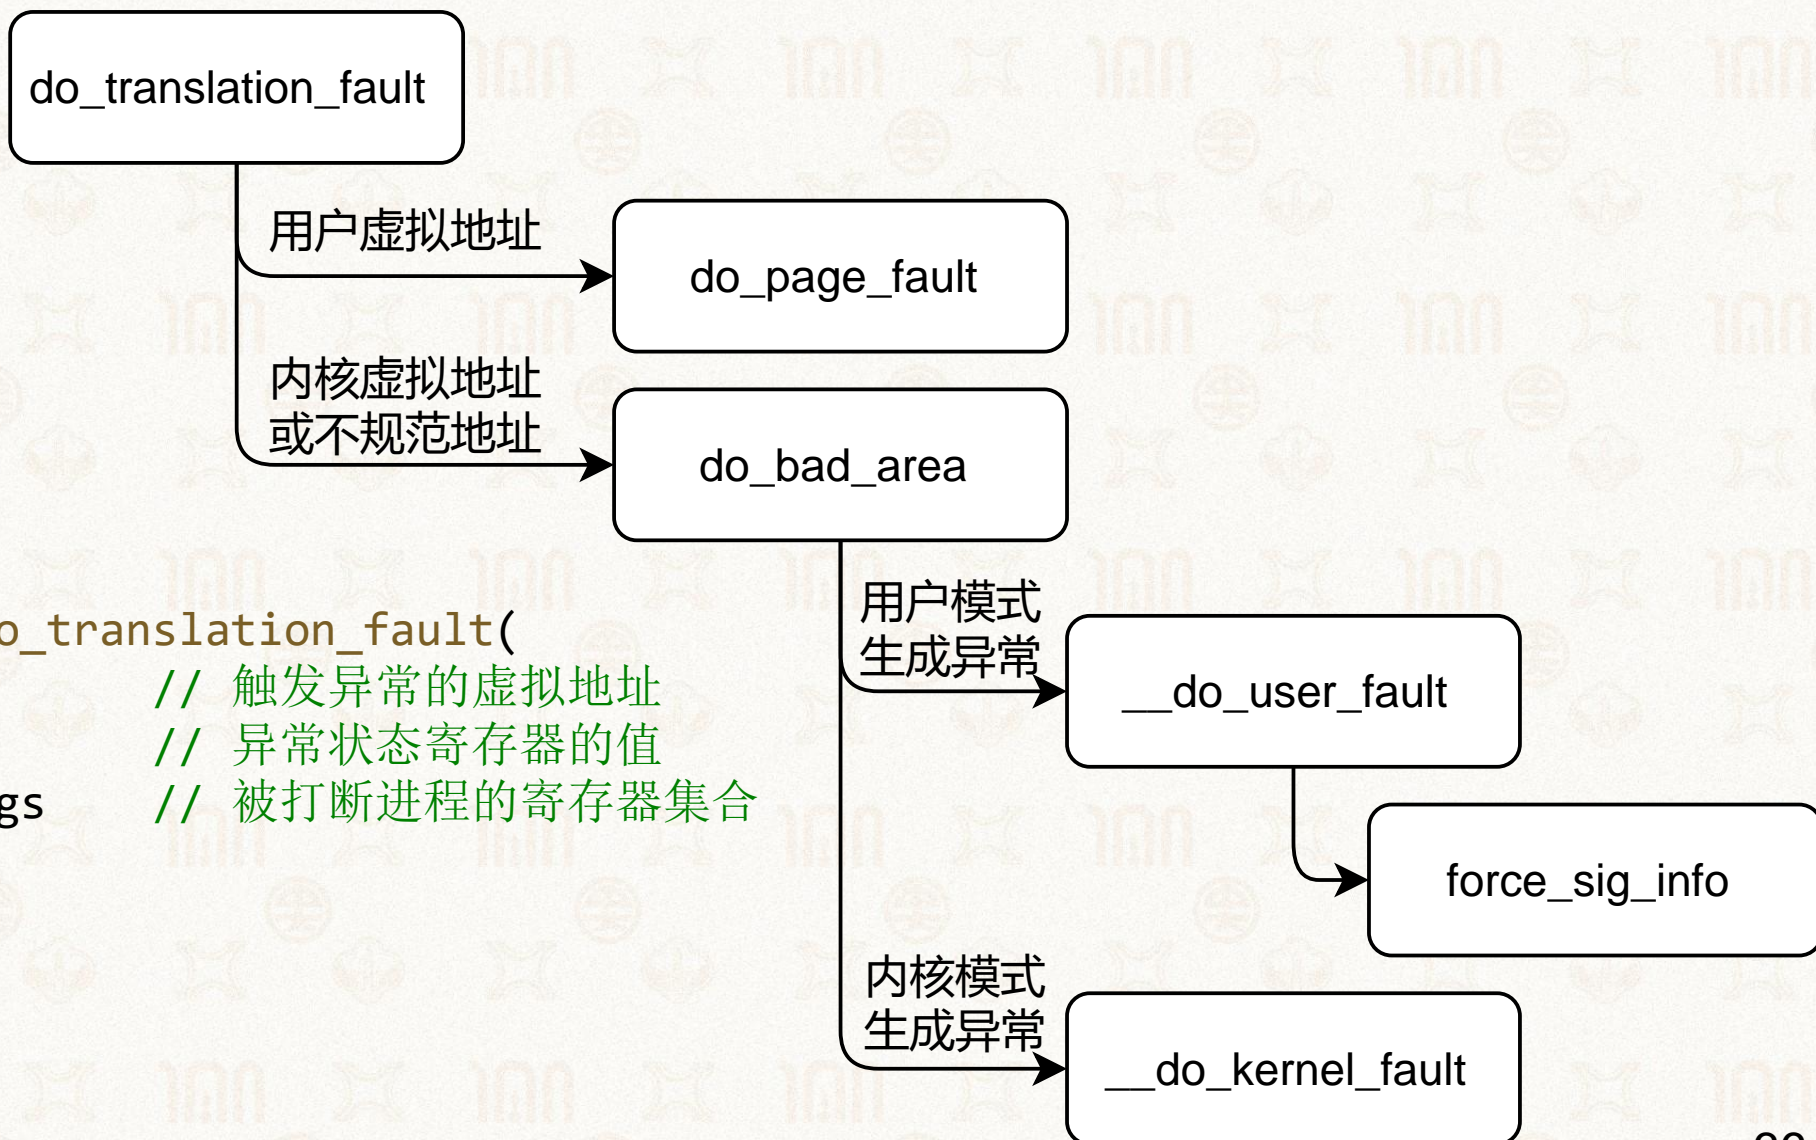 do_translation_fault
用户虚拟地址
do_page_fault
内核虚拟地址
或不规范地址
do_bad_area
用户模式
生成异常
__do_user_fault
o_translation_fault(
// 触发异常的虚拟地址
// 异常状态寄存器的值
gs // 被打断进程的寄存器集合
force_sig_info
内核模式
生成异常
__do_kernel_fault